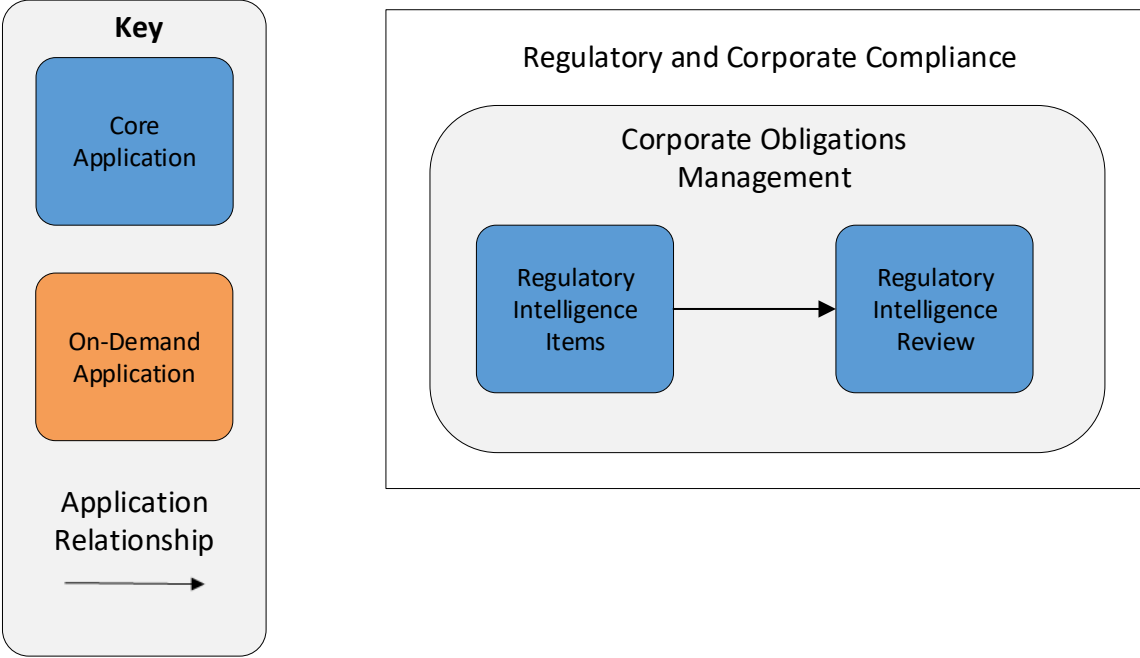 Key
Core
Application
On-Demand
Application
Application
Relationship
Regulatory and Corporate Compliance
Corporate Obligations
Management
Regulatory
Intelligence
Items
Regulatory
Intelligence
Review